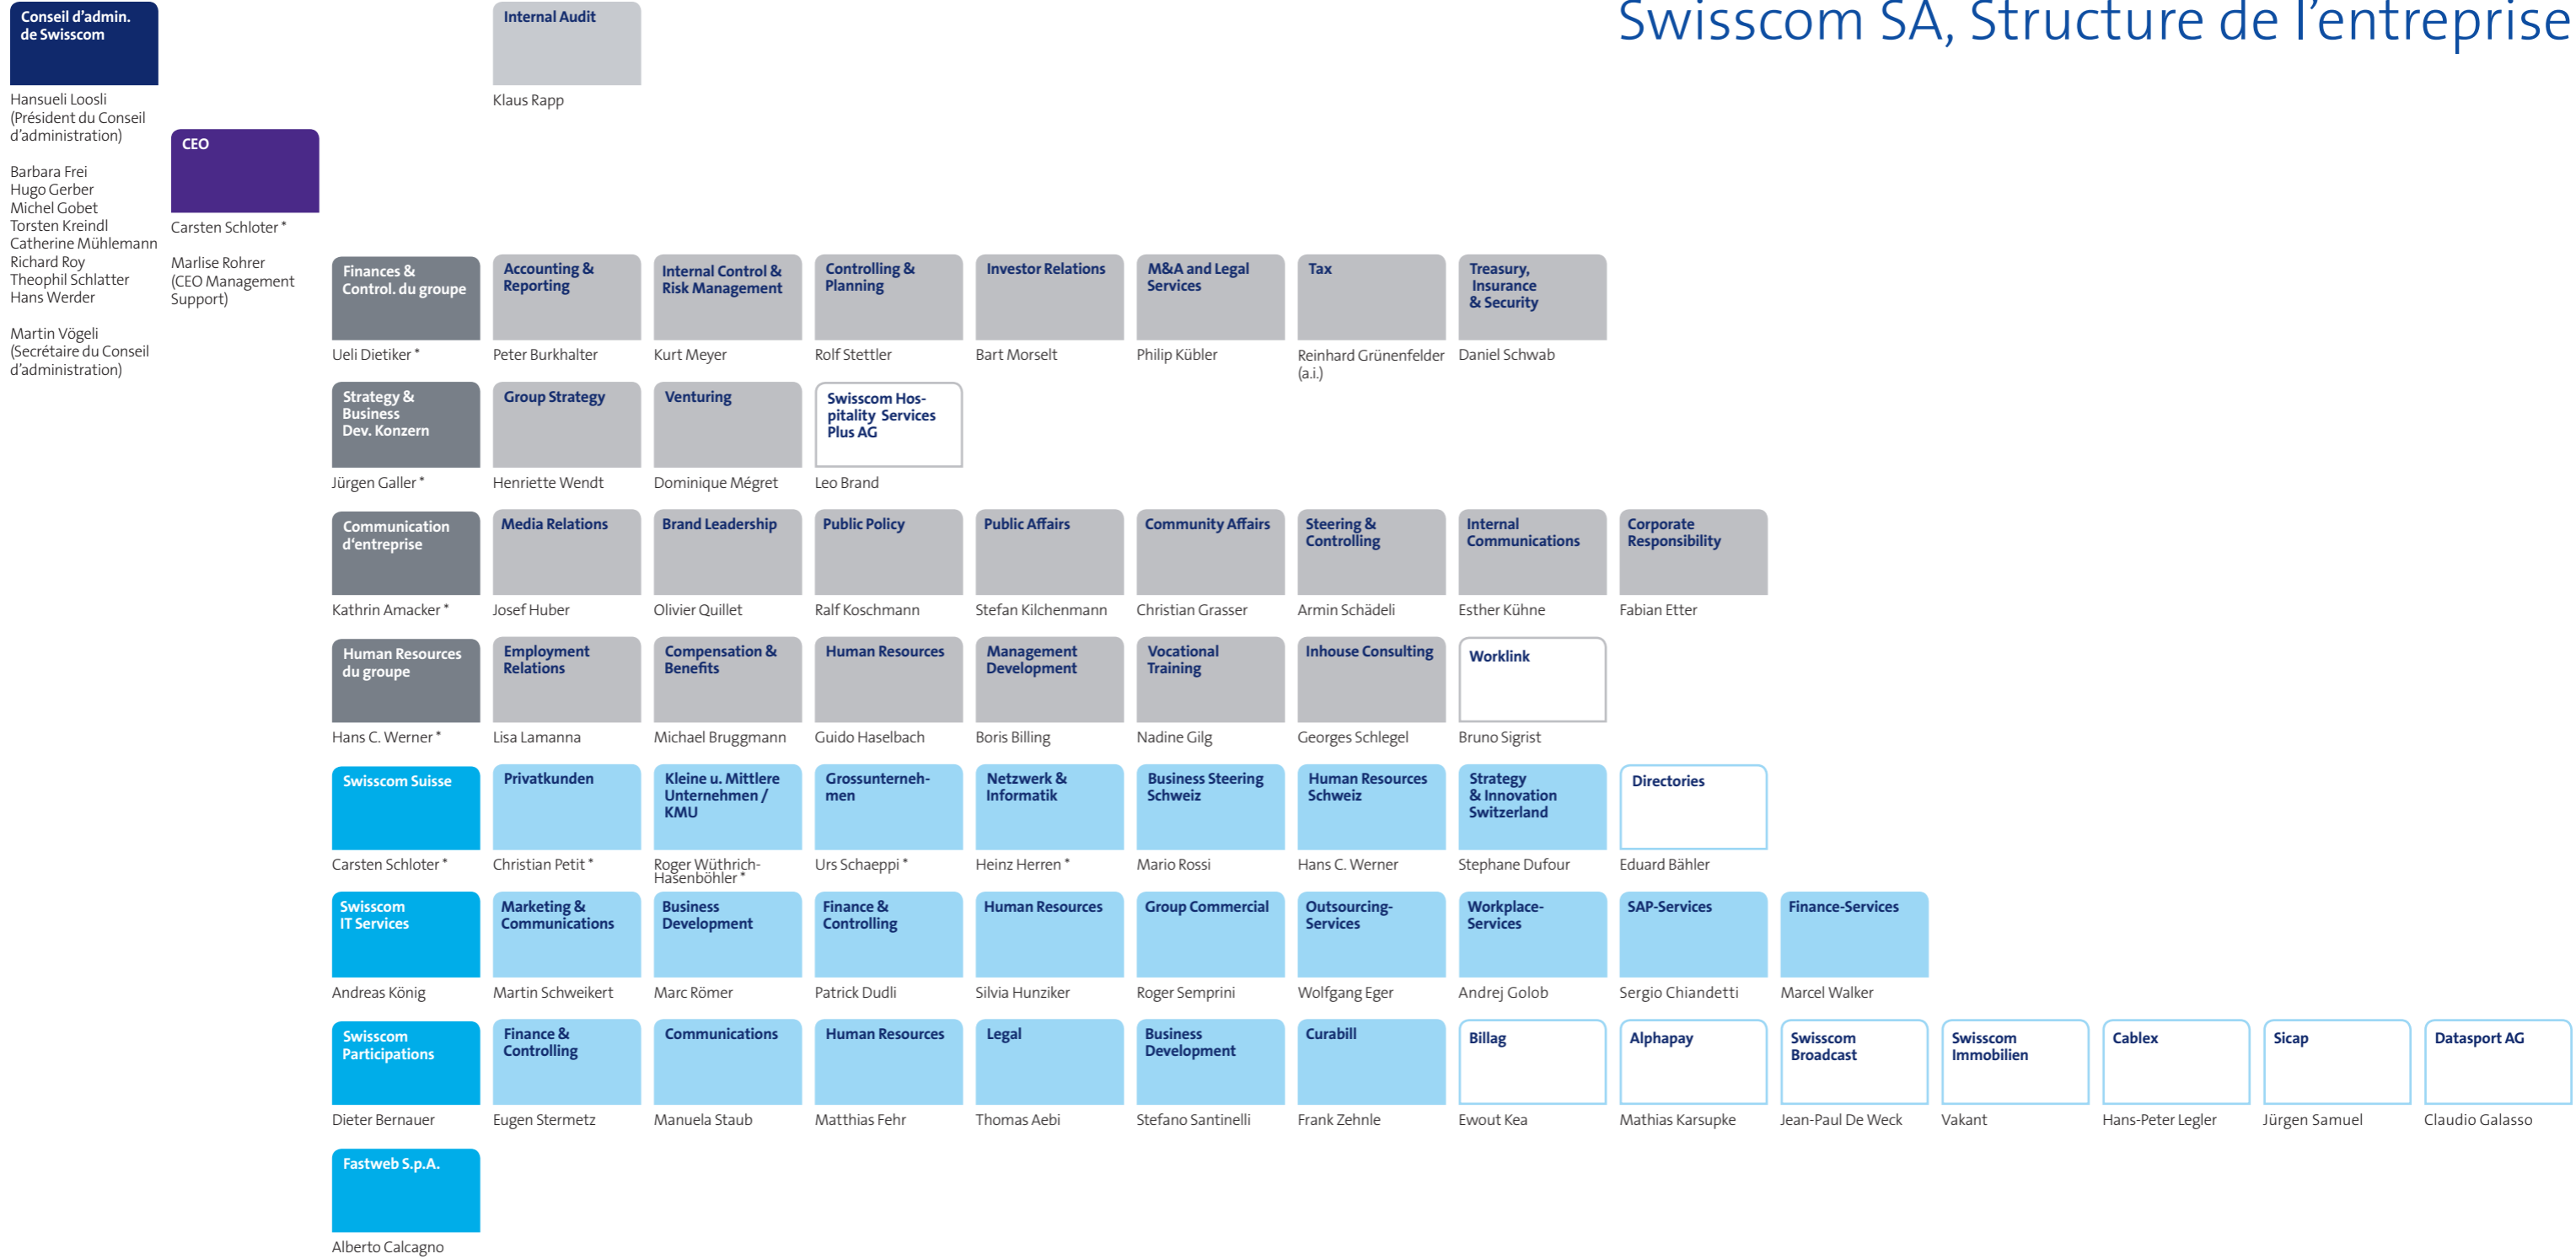 Swisscom SA, Structure de l'entreprise
Conseil d'admin.
de Swisscom
Hansueli Loosli
(Président du Conseil
d'administration)
Barbara Frei
Hugo Gerber
Michel Gobet
Torsten Kreindl
Catherine Mühlemann
Richard Roy
Theophil Schlatter
Hans Werder
Martin Vögeli
(Secrétaire du Conseil
d'administration)
Internal Audit
Klaus Rapp
CEO
Carsten Schloter *
Marlise Rohrer
(CEO Management
Support)
Finances &
Control. du groupe
Ueli Dietiker *
Accounting &
Reporting
Peter Burkhalter
Internal Control &
Risk Management
Kurt Meyer
Controlling &
Planning
Rolf Stettler
Investor Relations
Bart Morselt
M&A and Legal
Services
Philip Kübler
Tax
Reinhard Grünenfelder
(a.i.)
Treasury,
Insurance
& Security
Daniel Schwab
Strategy &
Business
Dev. Konzern
Jürgen Galler *
Group Strategy
Henriette Wendt
Venturing
Dominique Mégret
Swisscom Hos-
pitality Services
Plus AG
Leo Brand
Communication
d‘entreprise
Kathrin Amacker *
Media Relations
Josef Huber
Brand Leadership
Olivier Quillet
Public Policy
Ralf Koschmann
Public Affairs
Stefan Kilchenmann
Community Affairs
Christian Grasser
Steering &
Controlling
Armin Schädeli
Internal
Communications
Esther Kühne
Corporate
Responsibility
Fabian Etter
Human Resources
du groupe
Hans C. Werner *
Employment
Relations
Lisa Lamanna
Compensation &
Benefits
Michael Bruggmann
Human Resources
Guido Haselbach
Management
Development
Boris Billing
Vocational
Training
Nadine Gilg
Inhouse Consulting
Georges Schlegel
Worklink
Bruno Sigrist
Swisscom Suisse
Carsten Schloter *
Privatkunden
Christian Petit *
Kleine u. Mittlere
Unternehmen /
KMU
Roger Wüthrich-
Hasenböhler *
Grossunterneh-
men
Urs Schaeppi *
Netzwerk &
Informatik
Heinz Herren *
Business Steering
Schweiz
Mario Rossi
Human Resources
Schweiz
Hans C. Werner
Strategy
& Innovation
Switzerland
Stephane Dufour
Directories
Eduard Bähler
Swisscom
IT Services
Andreas König
Marketing &
Communications
Martin Schweikert
Business
Development
Marc Römer
Finance &
Controlling
Patrick Dudli
Human Resources
Silvia Hunziker
Group Commercial
Roger Semprini
Outsourcing-
Services
Wolfgang Eger
Workplace-
Services
Andrej Golob
SAP-Services
Sergio Chiandetti
Finance-Services
Marcel Walker
Swisscom
Participations
Dieter Bernauer
Finance &
Controlling
Eugen Stermetz
Communications
Manuela Staub
Human Resources
Matthias Fehr
Legal
Thomas Aebi
Business
Development
Stefano Santinelli
Curabill
Frank Zehnle
Billag
Ewout Kea
Alphapay
Mathias Karsupke
Swisscom
Broadcast
Jean-Paul De Weck
Swisscom
Immobilien
Vakant
Cablex
Hans-Peter Legler
Sicap
Jürgen Samuel
Datasport AG
Claudio Galasso
Fastweb S.p.A.
Alberto Calcagno